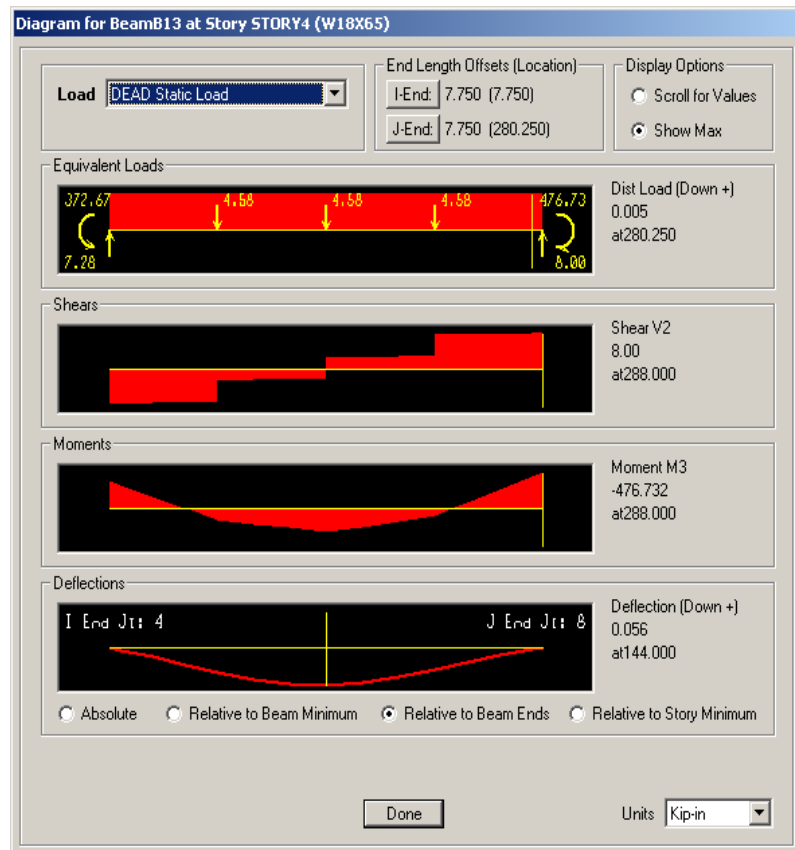 Diagram for BeamB13 at Story STORY4 (W18X65)
Load DEAD Static Load
End Length Offsets (Location)
I-End: 7.750 (7.750)
J-End: 7.750 (280.250)
Display Options
Scroll for Values
Show Max
Equivalent Loads
372.67 4.58 4.58 4.58 476.73
7.28 8.00
Dist Load (Down +)
0.005
at280.250
Shears
Shear V2
8.00
at288.000
Moments
Moment M3
-476.732
at288.000
Deflections
I End Jt: 4 J End Jt: 8
Deflection (Down +)
0.056
at144.000
Absolute Relative to Beam Minimum Relative to Beam Ends Relative to Story Minimum
Done
Units Kip-in